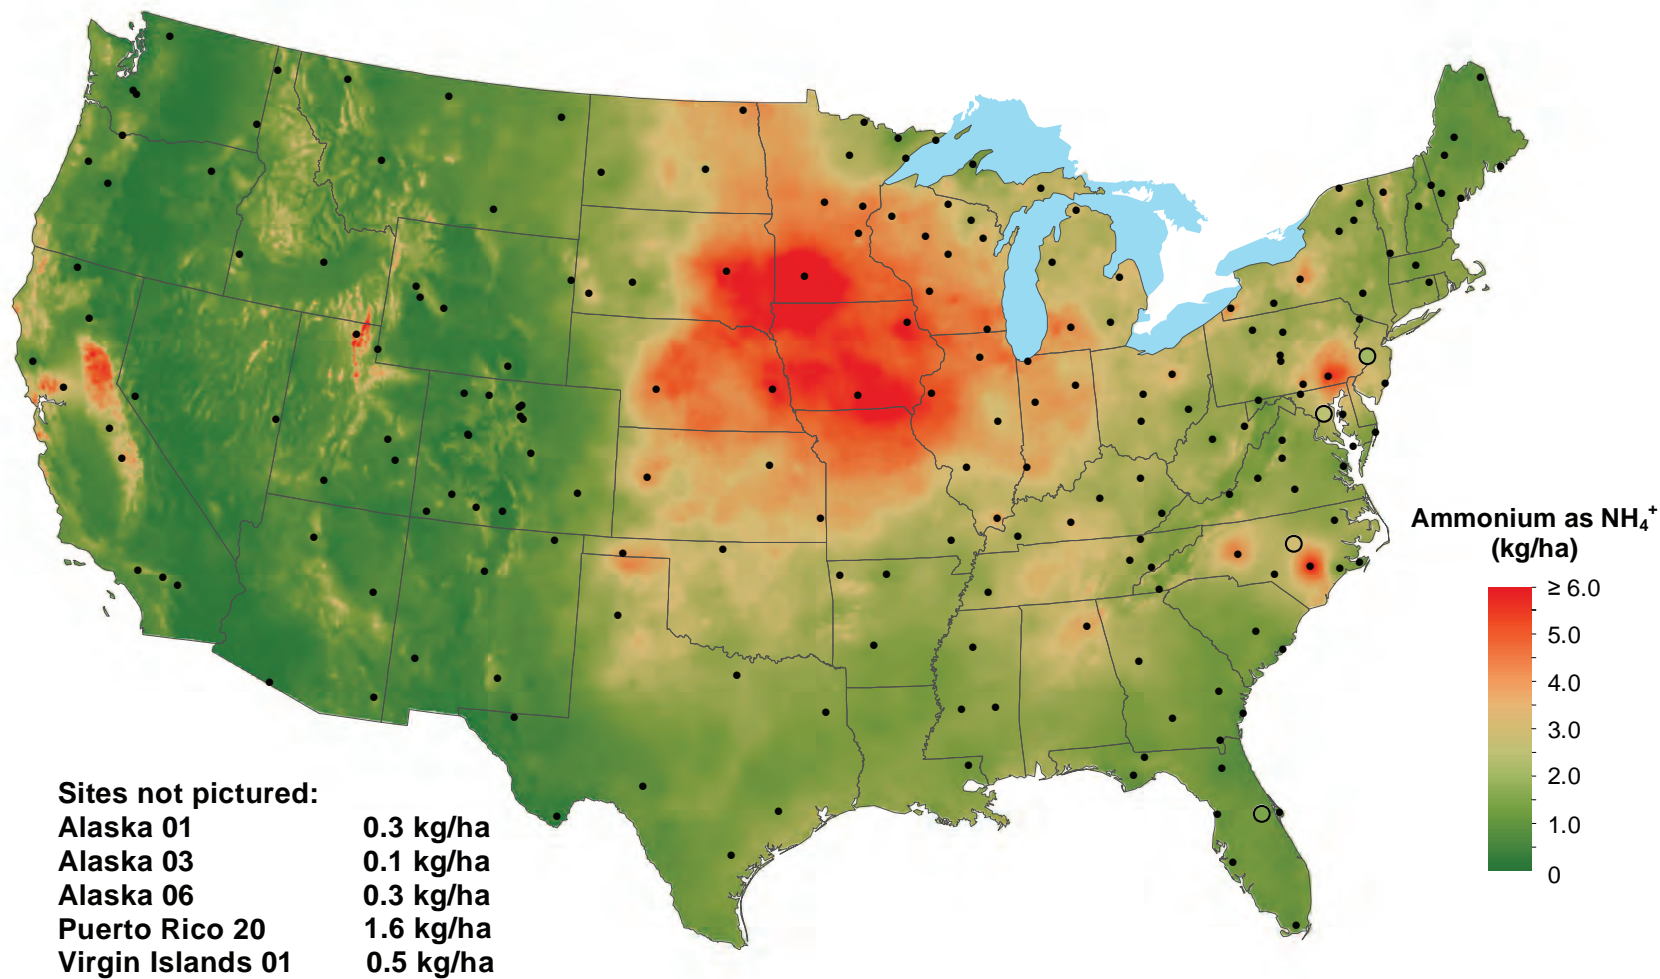 Ammonium as NH₄⁺
(kg/ha)
≥ 6.0
5.0
4.0
3.0
2.0
1.0
0
Sites not pictured:
Alaska 01 0.3 kg/ha
Alaska 03 0.1 kg/ha
Alaska 06 0.3 kg/ha
Puerto Rico 20 1.6 kg/ha
Virgin Islands 01 0.5 kg/ha